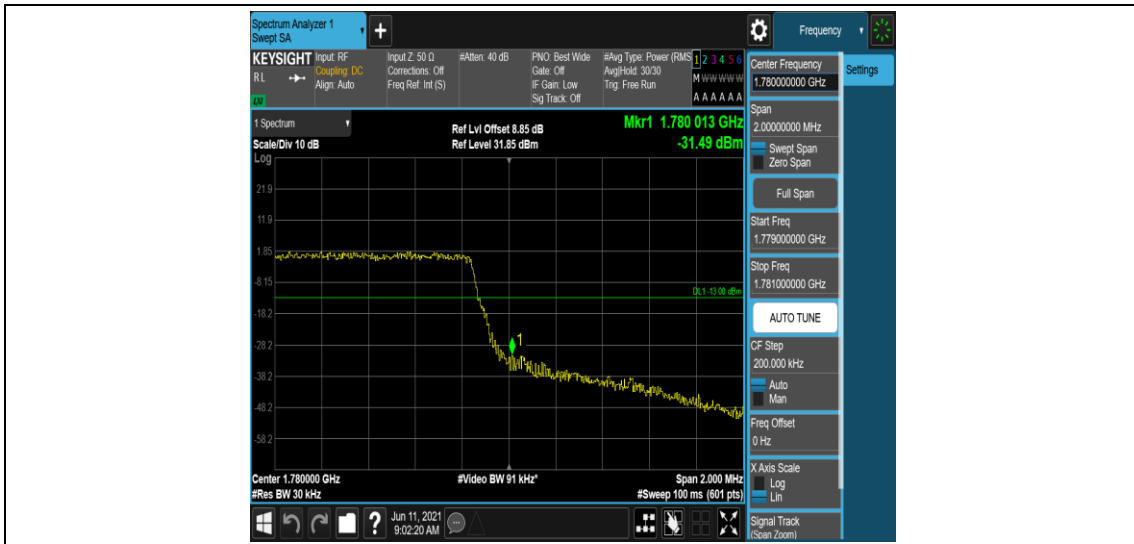 Spectrum Analyzer 1
Swept SA
+
Frequency
KEYSIGHT
RL
LXI
Input: RF
Coupling: DC
Align: Auto
Input Z: 50 Ω
Corrections: Off
Freq Ref: Int (S)
#Atten: 40 dB
PNO: Best Wide
Gate: Off
IF Gain: Low
Sig Track: Off
#Avg Type: Power (RMS
Avg|Hold: 30/30
Trig: Free Run
1 2 3 4 5 6
M W W W W W
A A A A A A
1 Spectrum
Scale/Div 10 dB
Log
Ref Lvl Offset 8.85 dB
Ref Level 31.85 dBm
Mkr1 1.780 013 GHz
-31.49 dBm
21.9
11.9
1.85
-8.15
-18.2
-28.2
-38.2
-48.2
-58.2
DL1 -13.00 dBm
1
Center 1.780000 GHz
#Res BW 30 kHz
#Video BW 91 kHz*
Span 2.000 MHz
#Sweep 100 ms (601 pts)
?
Jun 11, 2021
9:02:20 AM
Center Frequency
1.780000000 GHz
Settings
Span
2.00000000 MHz
Swept Span
Zero Span
Full Span
Start Freq
1.779000000 GHz
Stop Freq
1.781000000 GHz
AUTO TUNE
CF Step
200.000 kHz
Auto
Man
Freq Offset
0 Hz
X Axis Scale
Log
Lin
Signal Track
(Span Zoom)